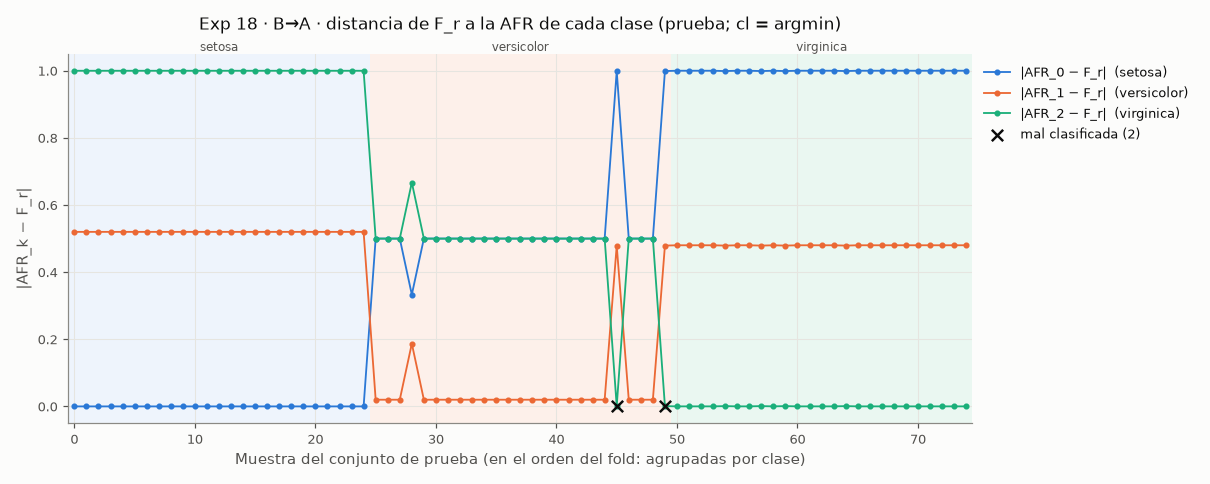 Exp 18 · B→A · distancia de F_r a la AFR de cada clase (prueba; cl = argmin)
setosa
versicolor
virginica
|AFR_0 − F_r| (setosa)
|AFR_1 − F_r| (versicolor)
|AFR_2 − F_r| (virginica)
mal clasificada (2)
|AFR_k − F_r|
1.0
0.8
0.6
0.4
0.2
0.0
0
10
20
30
40
50
60
70
Muestra del conjunto de prueba (en el orden del fold: agrupadas por clase)